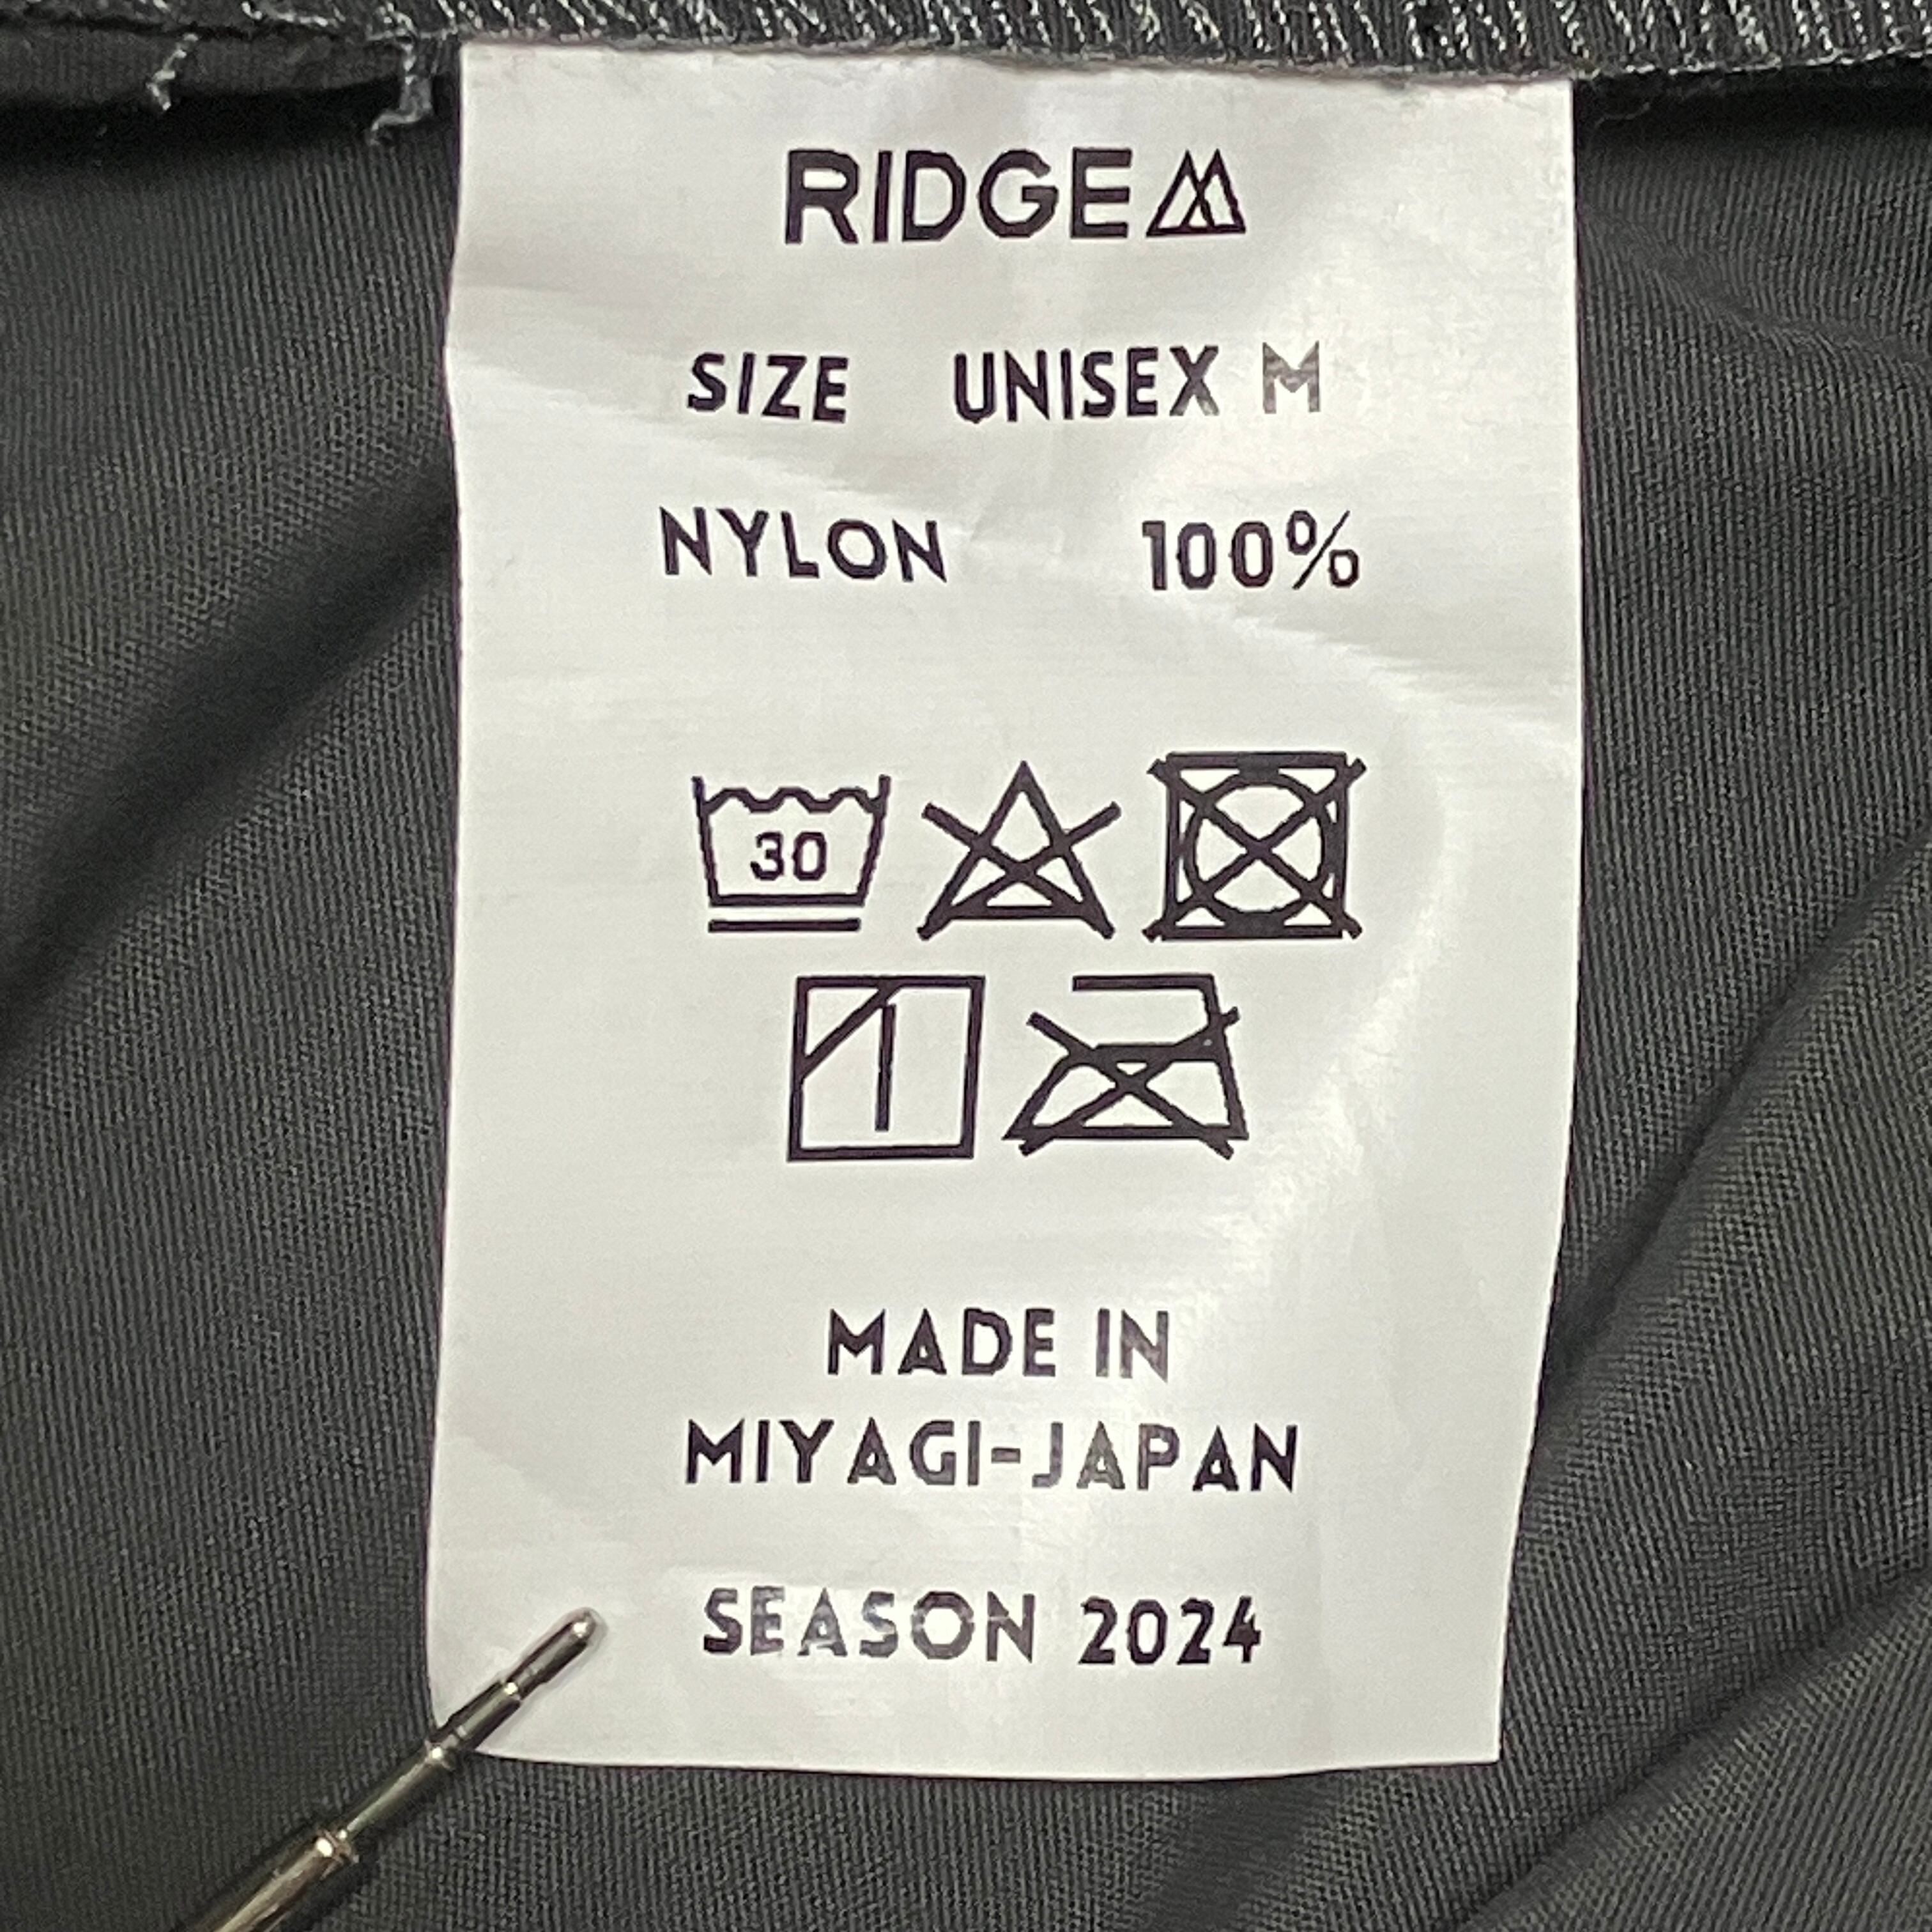 RIDGE
SIZE UNISEX M
NYLON 100%
30
MADE IN
MIYAGI-JAPAN
SEASON 2024